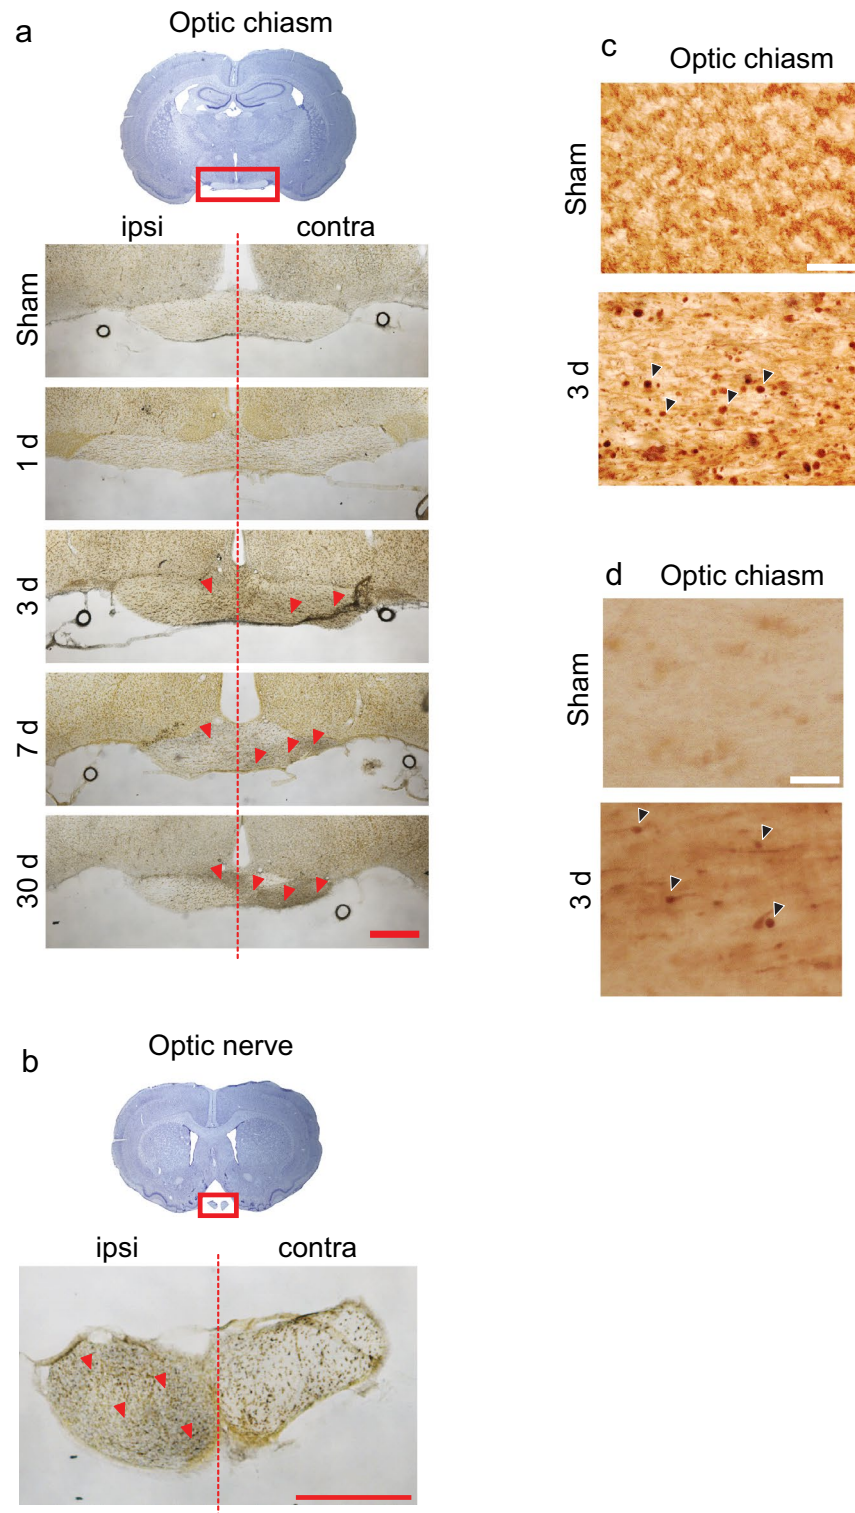 a
Optic chiasm
ipsi
contra
Sham
1 d
3 d
7 d
30 d
b
Optic nerve
ipsi
contra
c
Optic chiasm
Sham
3 d
d
Optic chiasm
Sham
3 d